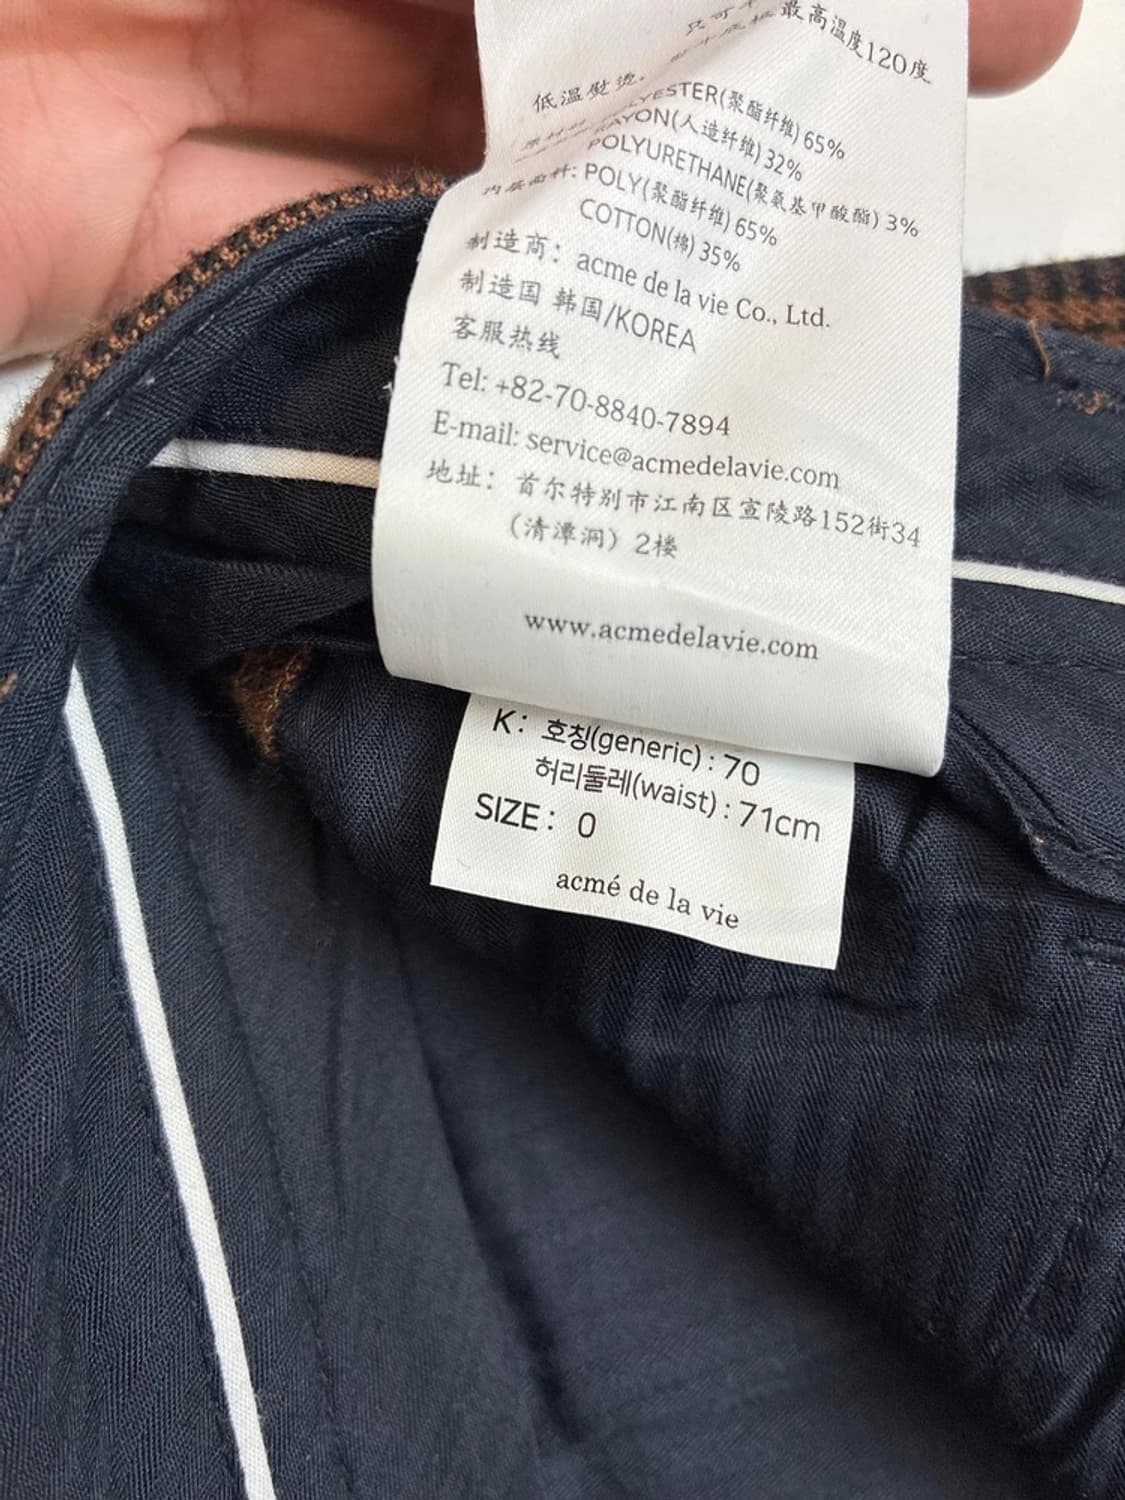 只可 最高温度120度
低温熨烫.
LYESTER(聚酯纤维) 65%
RAYON(人造纤维) 32%
POLYURETHANE(聚氨基甲酸酯) 3%
POLY(聚酯纤维) 65%
COTTON(棉) 35%
制造商: acme de la vie Co., Ltd.
制造国 韩国/KOREA
客服热线
Tel: +82-70-8840-7894
E-mail: service@acmedelavie.com
地址: 首尔特别市江南区宣陵路152街34
(清潭洞) 2楼
www.acmedelavie.com
K: 호칭(generic) : 70
허리둘레(waist) : 71cm
SIZE : 0
acmé de la vie